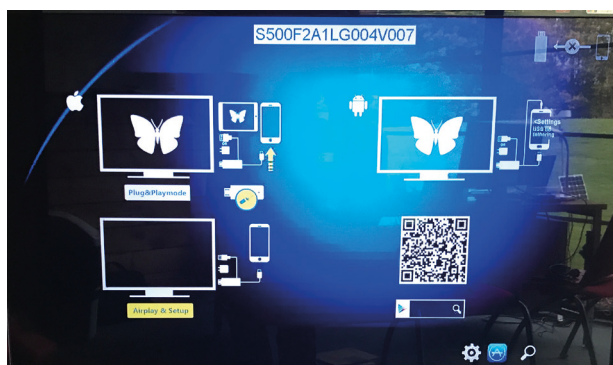 S500F2A1LG004V007
Plug&Playmode
Airplay & Setup
Settings
USB
tethering